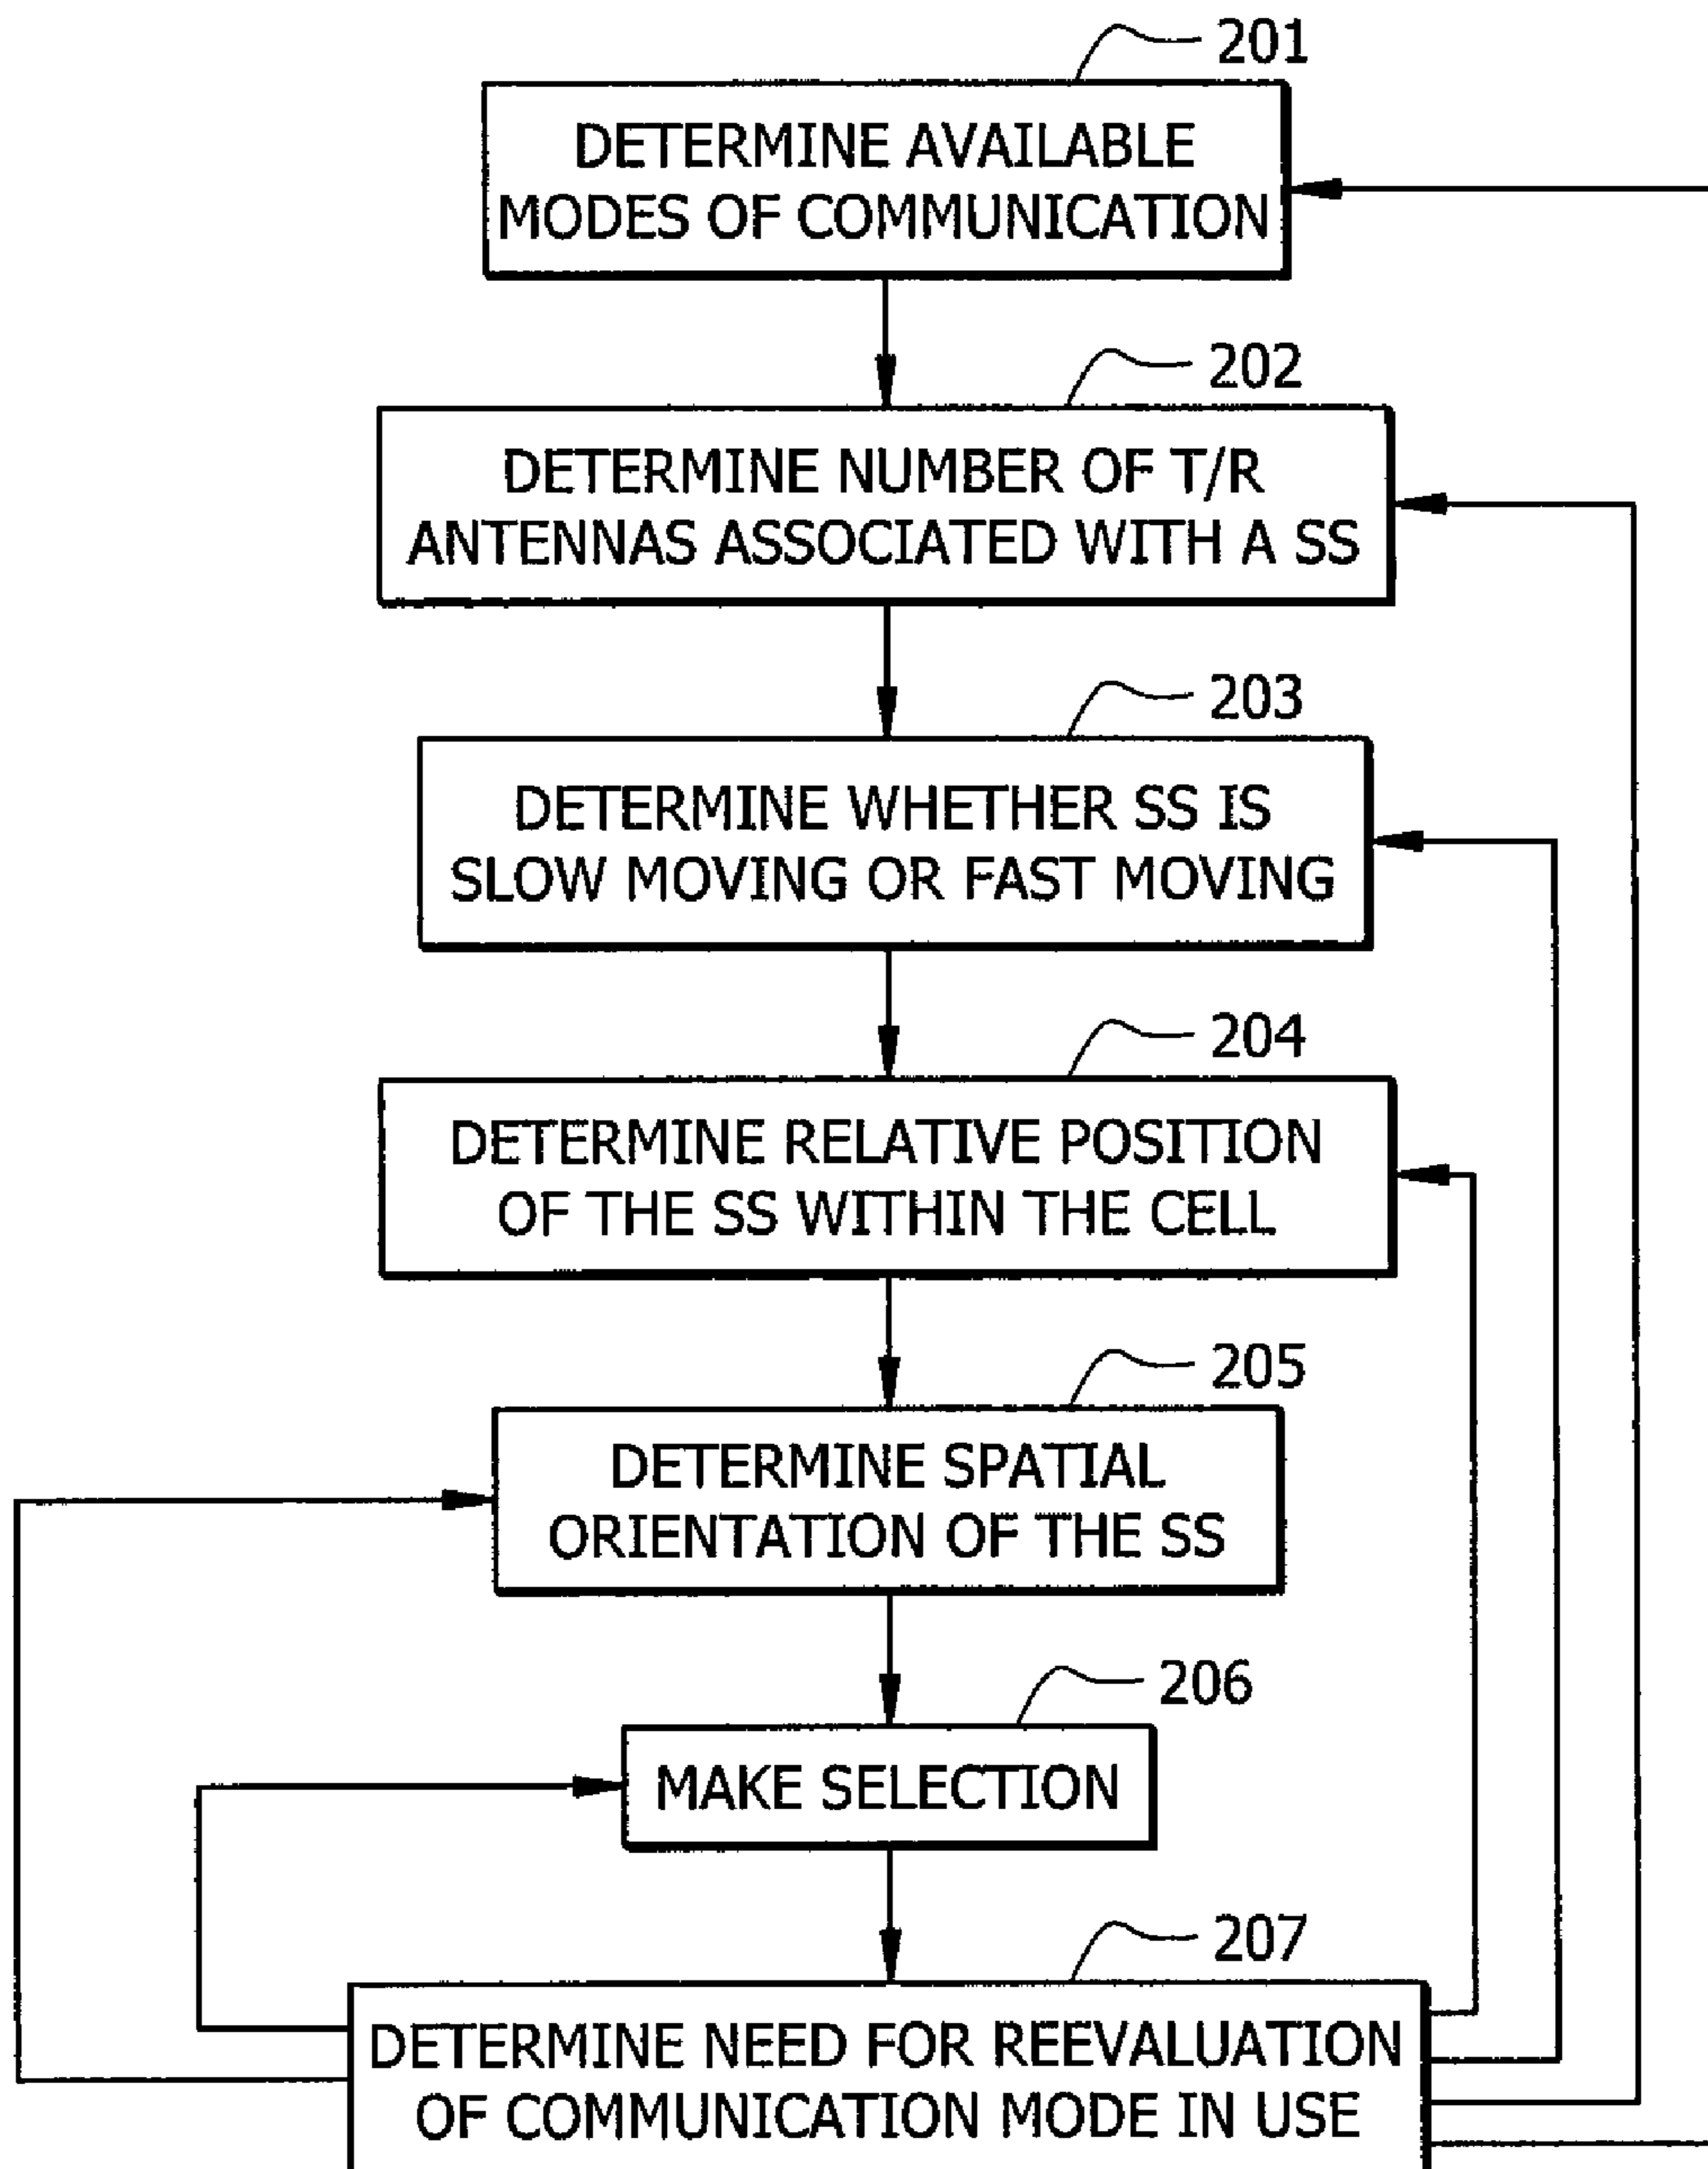 201
DETERMINE AVAILABLE
MODES OF COMMUNICATION
202
DETERMINE NUMBER OF T/R
ANTENNAS ASSOCIATED WITH A SS
203
DETERMINE WHETHER SS IS
SLOW MOVING OR FAST MOVING
204
DETERMINE RELATIVE POSITION
OF THE SS WITHIN THE CELL
205
DETERMINE SPATIAL
ORIENTATION OF THE SS
206
MAKE SELECTION
207
DETERMINE NEED FOR REEVALUATION
OF COMMUNICATION MODE IN USE